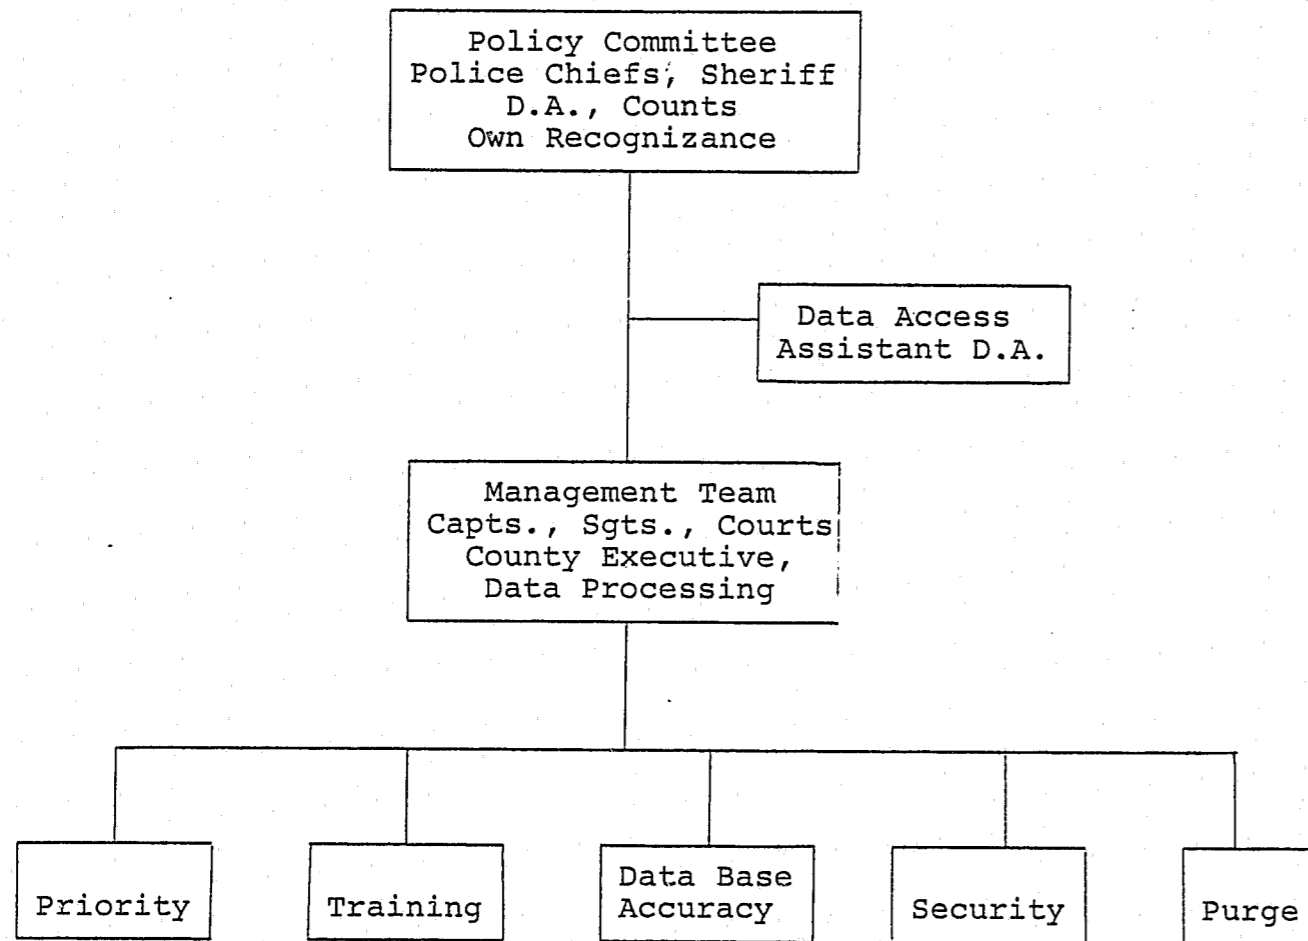 Policy Committee
Police Chiefs, Sheriff
D.A., Counts
Own Recognizance
Data Access
Assistant D.A.
Management Team
Capts., Sgts., Courts
County Executive,
Data Processing
Priority
Training
Data Base
Accuracy
Security
Purge